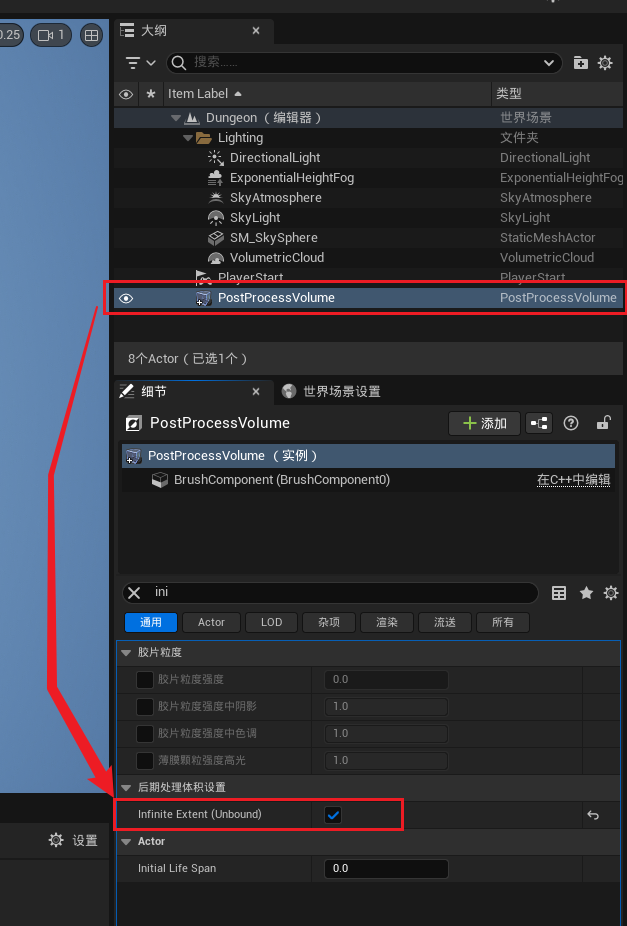 0.25 1
大纲
搜索......
Item Label 类型
Dungeon（编辑器） 世界场景
Lighting 文件夹
DirectionalLight DirectionalLight
ExponentialHeightFog ExponentialHeightFog
SkyAtmosphere SkyAtmosphere
SkyLight SkyLight
SM_SkySphere StaticMeshActor
VolumetricCloud VolumetricCloud
PlayerStart PlayerStart
PostProcessVolume PostProcessVolume
8个Actor（已选1个）
细节 世界场景设置
PostProcessVolume 添加
PostProcessVolume（实例）
BrushComponent (BrushComponent0) 在C++中编辑
ini
通用 Actor LOD 杂项 渲染 流送 所有
胶片粒度
胶片粒度强度 0.0
胶片粒度强度中阴影 1.0
胶片粒度强度中色调 1.0
薄膜颗粒强度高光 1.0
后期处理体积设置
Infinite Extent (Unbound)
设置
Actor
Initial Life Span 0.0